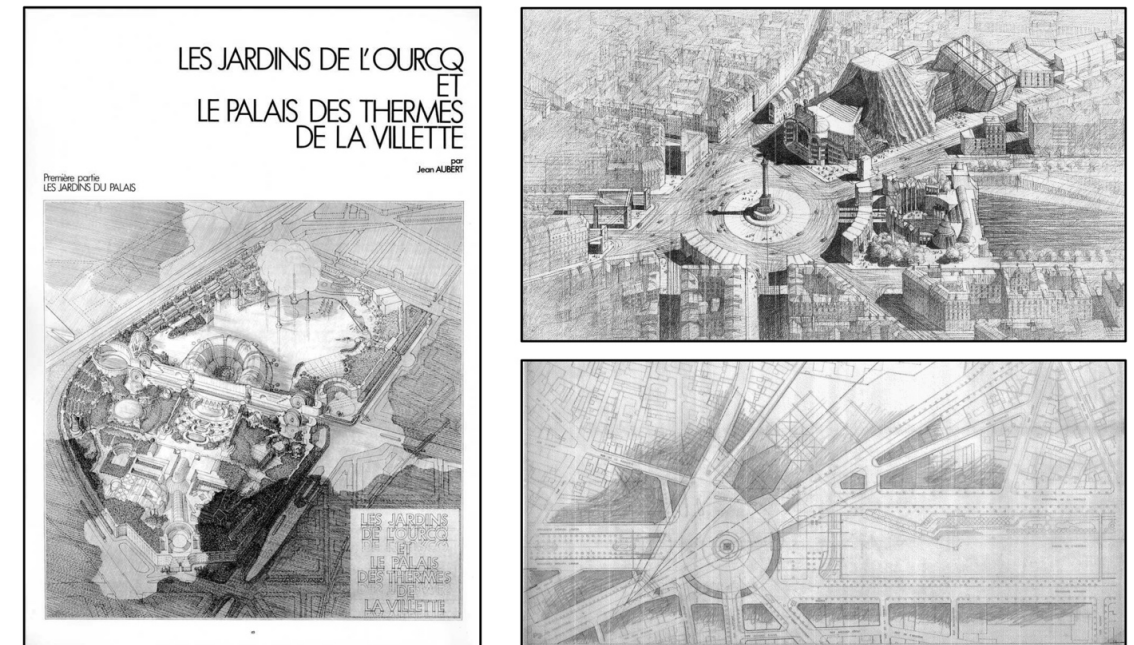 LES JARDINS DE L'OURCQ
ET
LE PALAIS DES THERMES
DE LA VILLETTE
par
Jean AUBERT
Première partie
LES JARDINS DU PALAIS
LES JARDINS
DE L'OURCQ
ET
LE PALAIS
DES THERMES
DE
LA VILLETTE